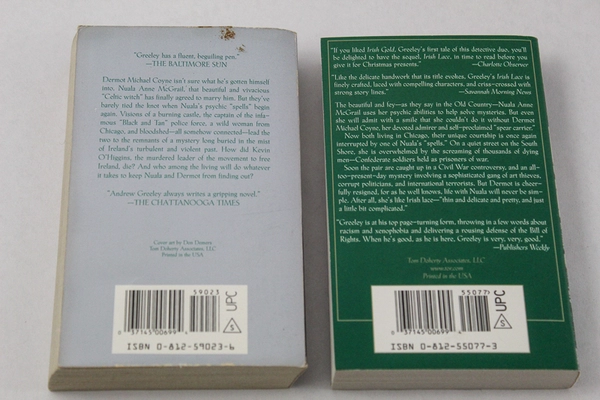 "Greeley has a fluent, beguiling pen."
—THE BALTIMORE SUN
Dermot Michael Coyne isn't sure what he's gotten himself
into. Nuala Anne McGrail, that beautiful and vivacious
"Celtic witch" has finally agreed to marry him. But they've
barely tied the knot when Nuala's psychic "spells" begin
again. Visions of a burning castle, the captain of the infa-
mous "Black and Tan" police force, a wild woman from
Chicago, and bloodshed—all somehow connected—lead the
two to the remnants of a mystery long buried in the mist
of Ireland's turbulent and violent past. How did Kevin
O'Higgins, the murdered leader of the movement to free
Ireland, die? And who among the living will do whatever
it takes to keep Nuala and Dermot from finding out?
"Andrew Greeley always writes a gripping novel."
—THE CHATTANOOGA TIMES
Cover art by Don Demers
Tom Doherty Associates, LLC
Printed in the USA
59023
UPC
S
0 37145 00699
ISBN 0-812-59023-6
"If you liked Irish Gold, Greeley's first tale of this detective duo, you'll
be delighted to have the sequel, Irish Lace, in time to read before you
give it for Christmas presents." —Charlotte Observer
"Like the delicate handwork that its title evokes, Greeley's Irish Lace is
finely crafted, laced with compelling characters, and criss-crossed with
strong story lines." —Savannah Morning News
The beautiful and fey—as they say in the Old Country—Nuala Anne
McGrail uses her psychic abilities to help solve mysteries. But even
she will admit with a smile that she couldn't do it without Dermot
Michael Coyne, her devoted admirer and self-proclaimed "spear carrier."
Now both living in Chicago, their unique courtship is once again
interrupted by one of Nuala's "spells." On a quiet street on the South
Shore, she is overwhelmed by the screaming of thousands of dying
men—Confederate soldiers held as prisoners of war.
Soon the pair are caught up in a Civil War controversy, and an all-
too-present-day mystery involving a sophisticated gang of art thieves,
corrupt politicians, and international terrorists. But Dermot is cheer-
fully resigned, for as he well knows, life with Nuala will never be sim-
ple. After all, she's like Irish lace—"thin and delicate and pretty, and just
a little bit complicated."
"Greeley is at his top page-turning form, throwing in a few words about
racism and xenophobia and delivering a rousing defense of the Bill of
Rights. When he's good, as he is here, Greeley is very, very good."
—Publishers Weekly
Tom Doherty Associates, LLC
www.tor.com
Printed in the USA
55077
UPC
S
0 37145 00699
ISBN 0-812-55077-3